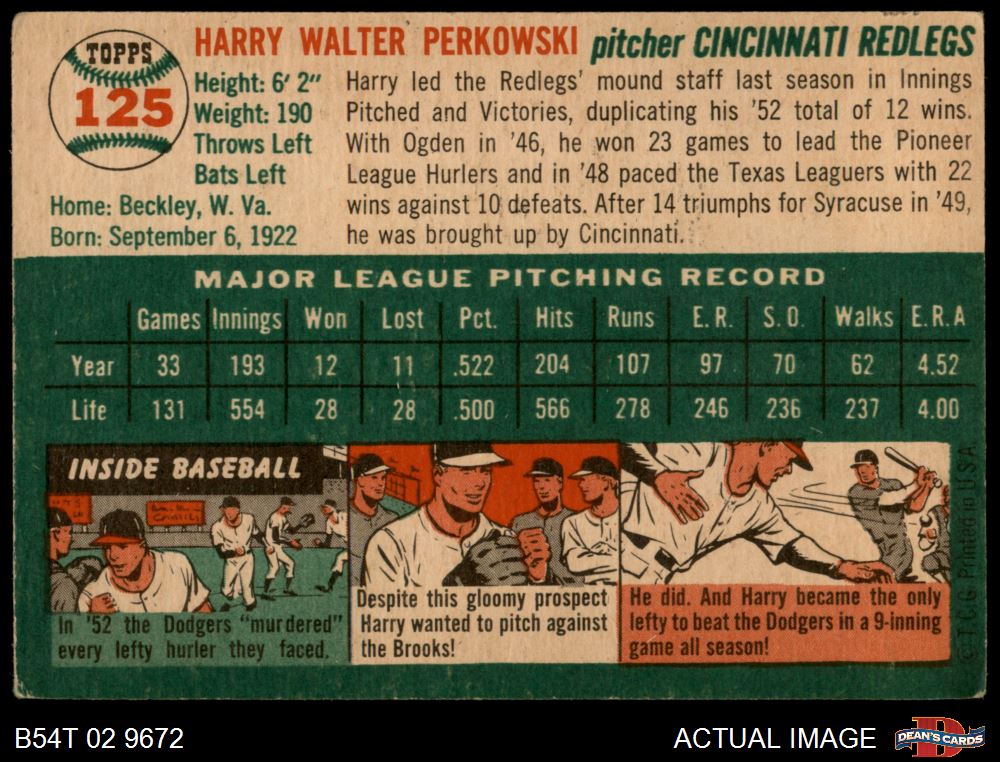 TOPPS
125
HARRY WALTER PERKOWSKI pitcher CINCINNATI REDLEGS
Height: 6' 2"
Weight: 190
Throws Left
Bats Left
Home: Beckley, W. Va.
Born: September 6, 1922
Harry led the Redlegs' mound staff last season in Innings
Pitched and Victories, duplicating his '52 total of 12 wins.
With Ogden in '46, he won 23 games to lead the Pioneer
League Hurlers and in '48 paced the Texas Leaguers with 22
wins against 10 defeats. After 14 triumphs for Syracuse in '49,
he was brought up by Cincinnati.
MAJOR LEAGUE PITCHING RECORD
Games Innings Won Lost Pct. Hits Runs E. R. S. O. Walks E. R. A
Year 33 193 12 11 .522 204 107 97 70 62 4.52
Life 131 554 28 28 .500 566 278 246 236 237 4.00
INSIDE BASEBALL
In '52 the Dodgers "murdered"
every lefty hurler they faced.
Despite this gloomy prospect
Harry wanted to pitch against
the Brooks!
He did. And Harry became the only
lefty to beat the Dodgers in a 9-inning
game all season!
© T.C.G. Printed in U.S.A.
B54T 02 9672
ACTUAL IMAGE
D
DEAN'S CARDS